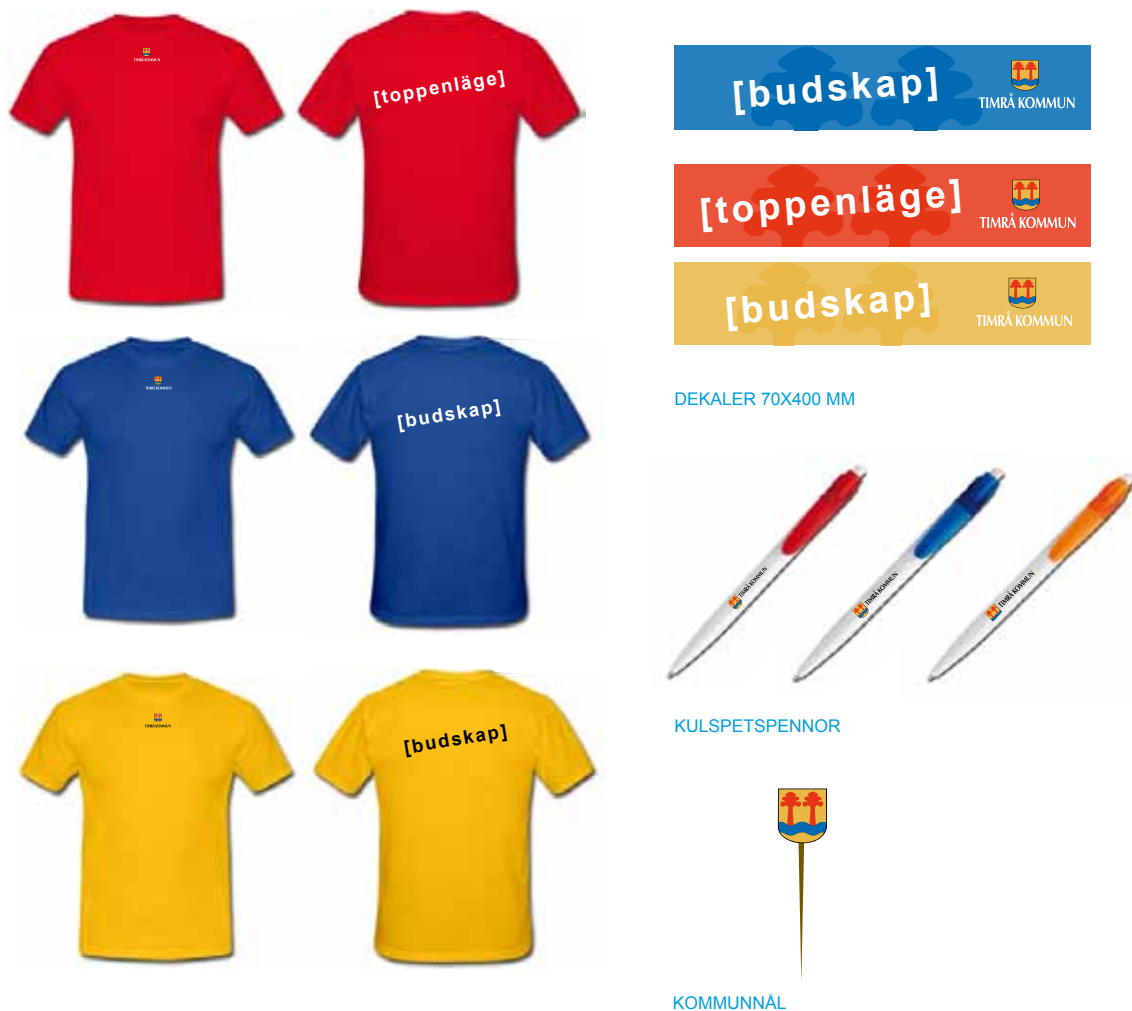 TIMRÅ KOMMUN
[toppenläge]
TIMRÅ KOMMUN
[budskap]
TIMRÅ KOMMUN
[budskap]
[budskap]
TIMRÅ KOMMUN
[toppenläge]
TIMRÅ KOMMUN
[budskap]
TIMRÅ KOMMUN
DEKALER 70X400 MM
TIMRÅ KOMMUN
TIMRÅ KOMMUN
TIMRÅ KOMMUN
KULSPETSPENNOR
KOMMUNNÅL